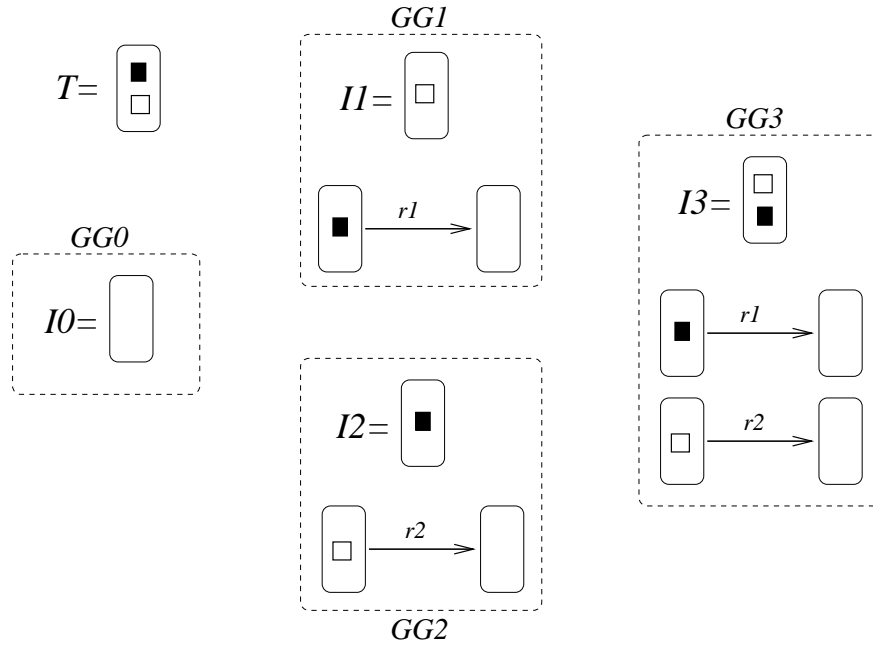 T=
GG0
I0=
GG1
I1=
r1
I2=
r2
GG2
GG3
I3=
r1
r2